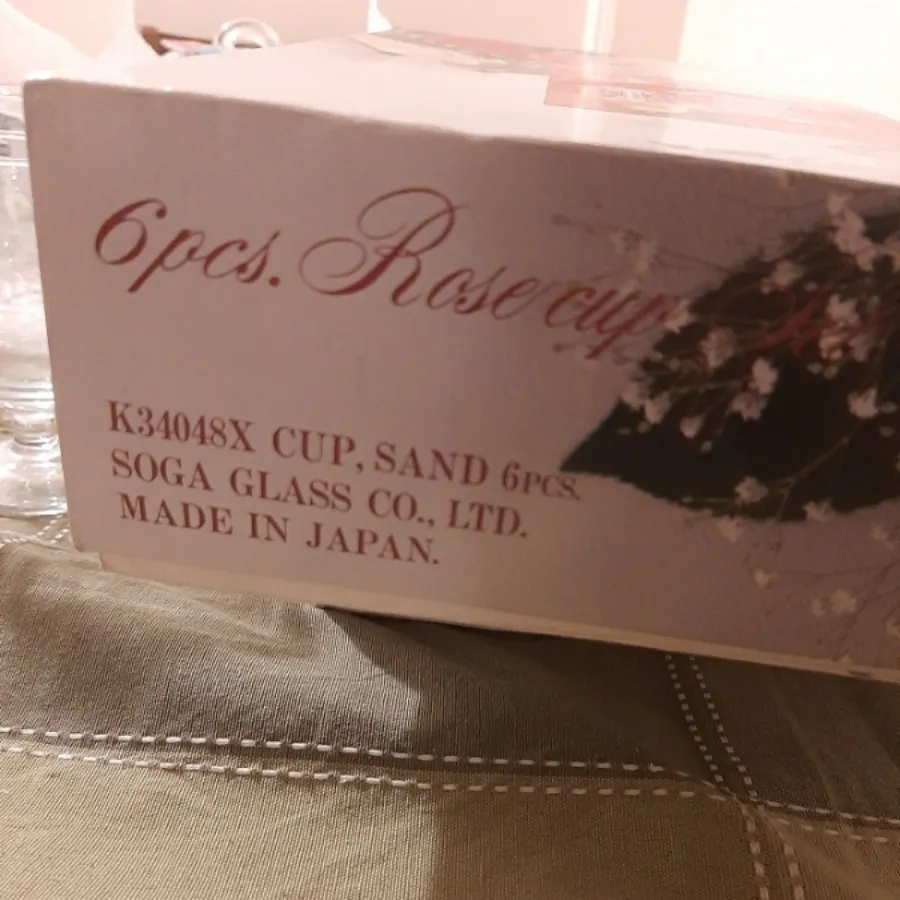 6pcs. Rose cup
K34048X CUP, SAND 6PCS.
SOGA GLASS CO., LTD.
MADE IN JAPAN.